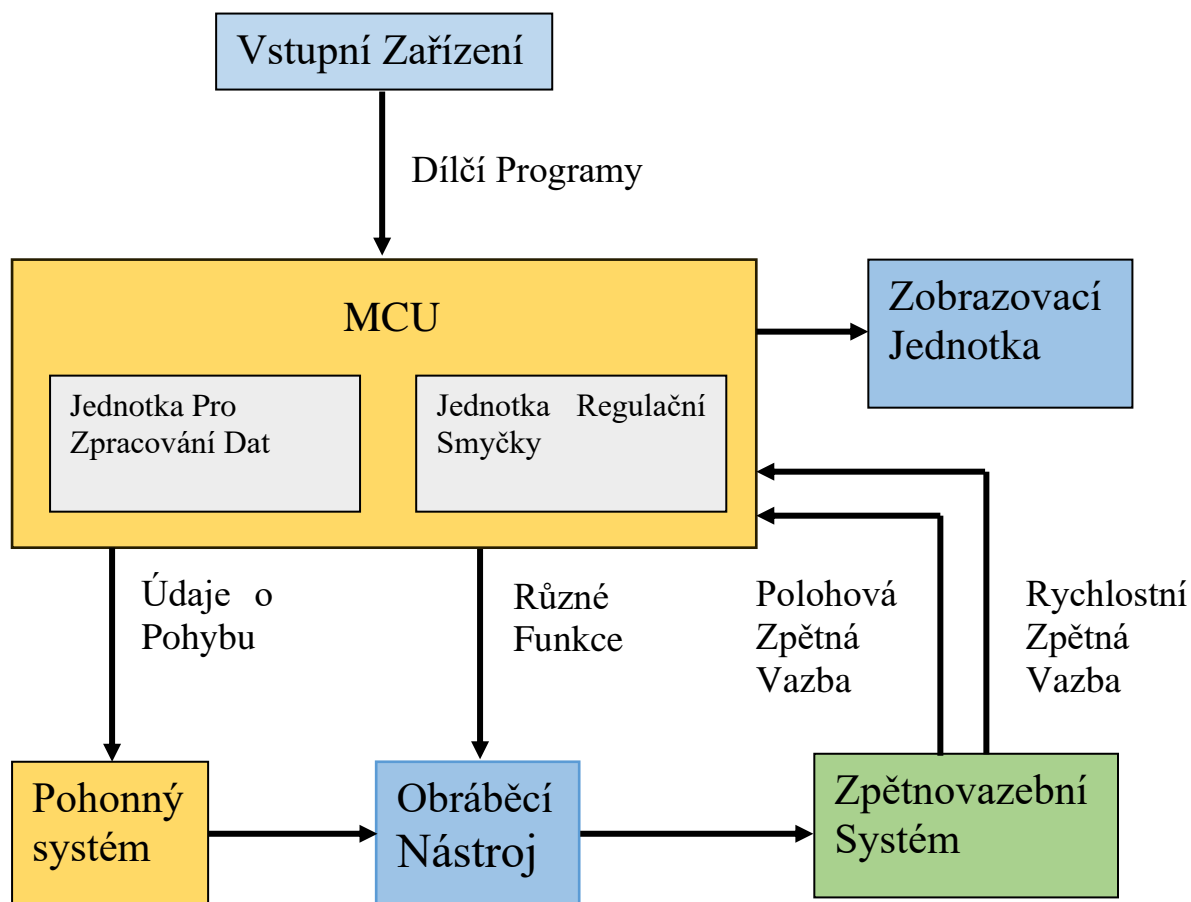 Vstupní Zařízení
Dílčí Programy
MCU
Zobrazovací
Jednotka
Jednotka Pro
Zpracování Dat
Jednotka Regulační
Smyčky
Údaje o
Pohybu
Různé
Funkce
Polohová
Zpětná
Vazba
Rychlostní
Zpětná
Vazba
Pohonný
systém
Obráběcí
Nástroj
Zpětnovazební
Systém